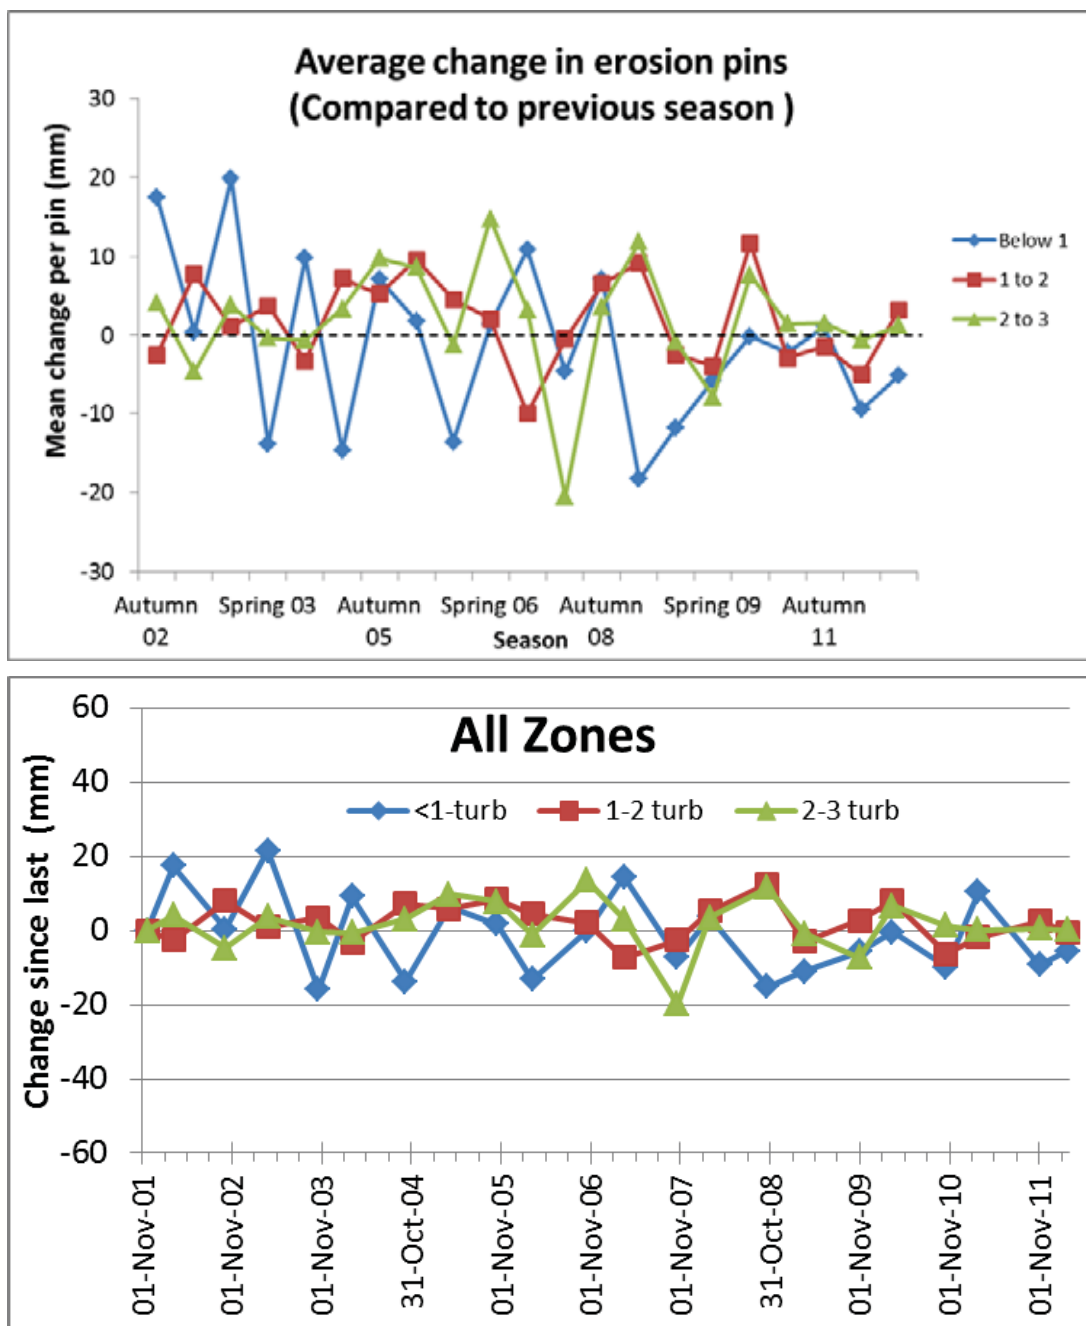 Average change in erosion pins
(Compared to previous season )
Mean change per pin (mm)
30
20
10
0
-10
-20
-30
Autumn 02
Spring 03
Autumn 05
Spring 06
Autumn 08
Spring 09
Autumn 11
Season
Below 1
1 to 2
2 to 3
All Zones
Change since last (mm)
60
40
20
0
-20
-40
-60
<1-turb
1-2 turb
2-3 turb
01-Nov-01
01-Nov-02
01-Nov-03
31-Oct-04
01-Nov-05
01-Nov-06
01-Nov-07
31-Oct-08
01-Nov-09
01-Nov-10
01-Nov-11